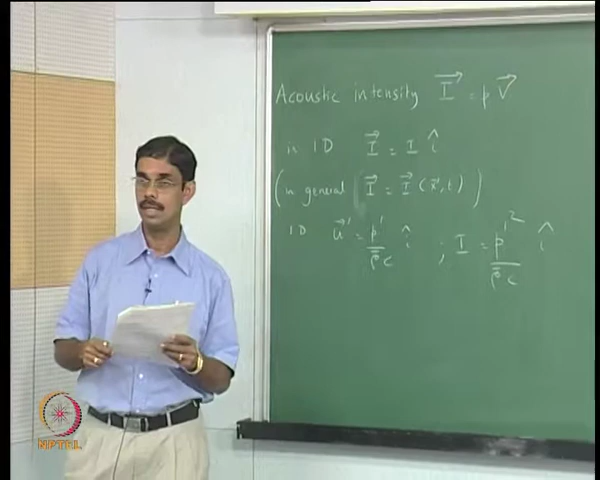 Acoustic intensity I⃗ = p V⃗
in 1D I⃗ = I î
(in general I⃗ = I⃗ (x⃗, t))
1D u⃗' = p'/ρ̄c î ; I = p'²/ρ̄c î
NPTEL